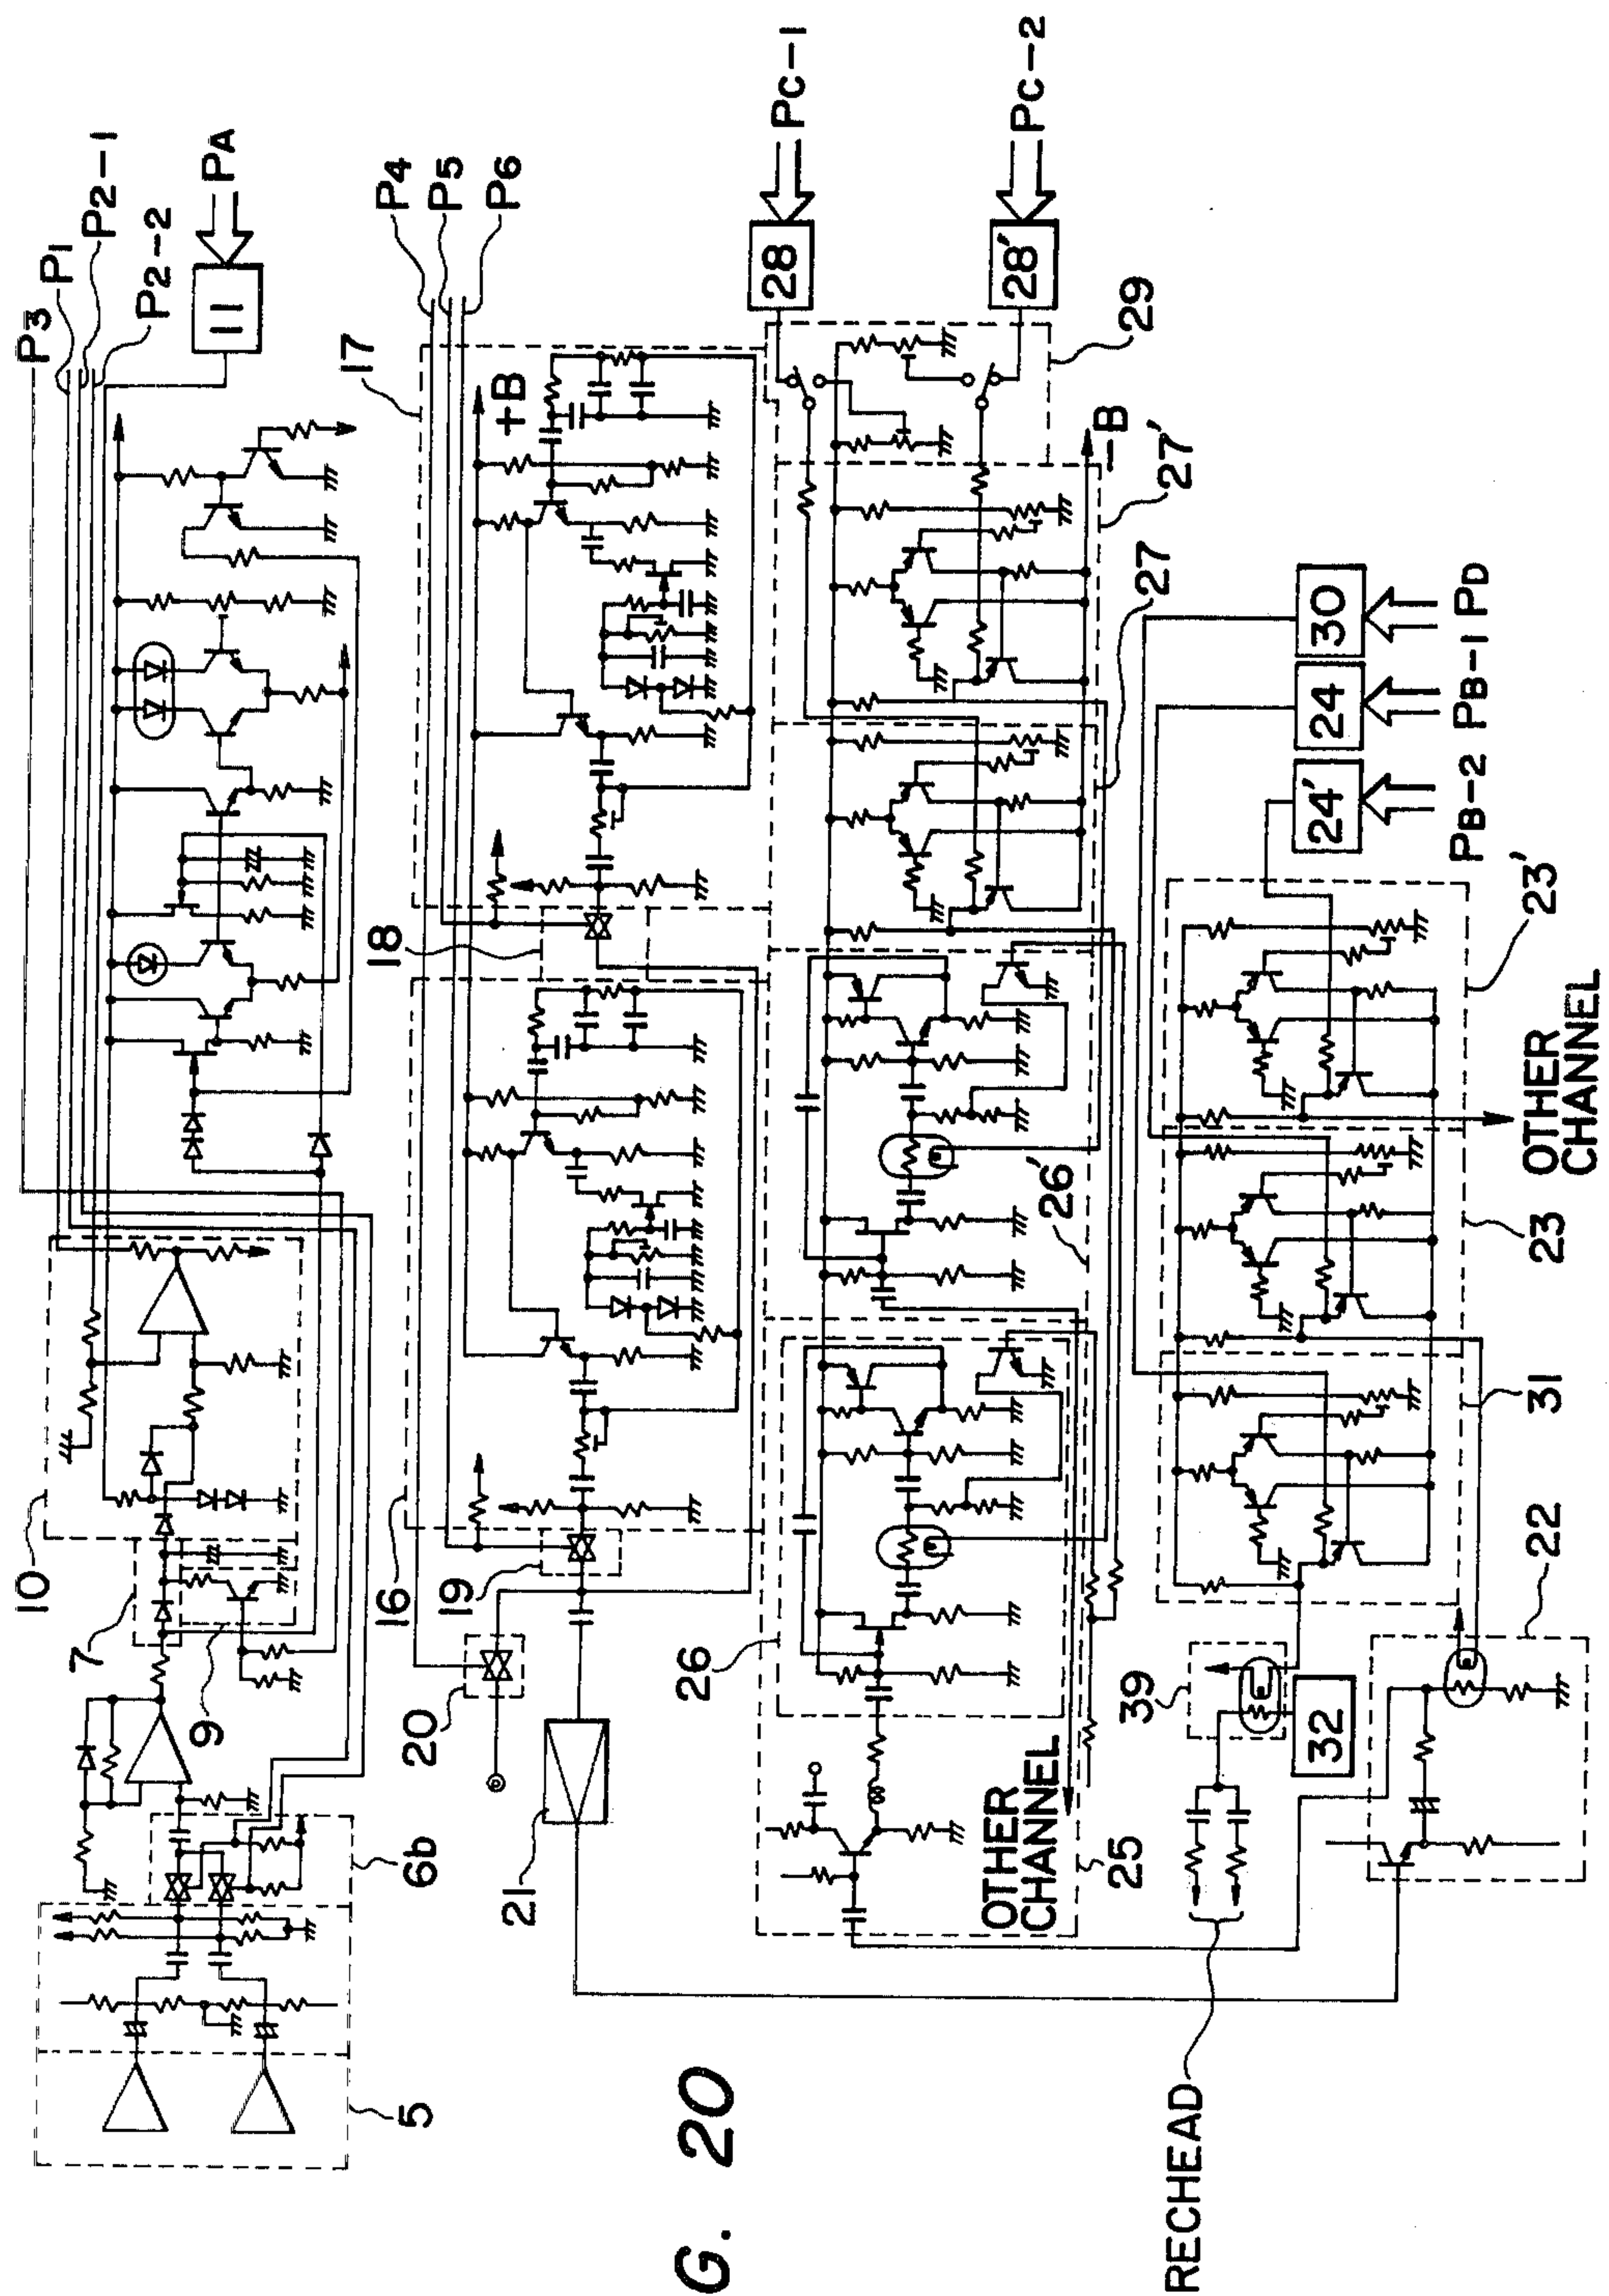 P3
P1
P2-1
P2-2
PA
11
10
7
9
6b
5
P4
P5
P6
17
+B
18
16
19
20
21
PC-1
28
PC-2
28'
29
-B
27'
27
26'
26
OTHER
CHANNEL
25
PD
30
PB-1
24
PB-2
24'
23'
OTHER
CHANNEL
23
31
22
39
32
RECHEAD
G. 20